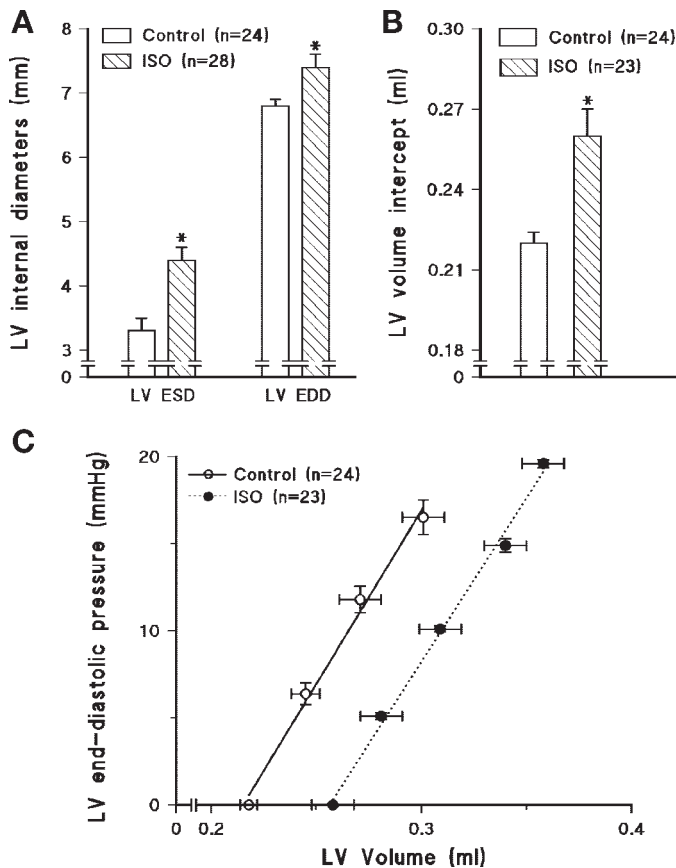 A
LV internal diameters (mm)
8
7
6
5
4
3
0
Control (n=24)
ISO (n=28)
*
*
LV ESD
LV EDD
B
LV volume intercept (ml)
0.30
0.27
0.24
0.21
0.18
0
Control (n=24)
ISO (n=23)
*
C
LV end-diastolic pressure (mmHg)
20
10
0
Control (n=24)
ISO (n=23)
0
0.2
0.3
0.4
LV Volume (ml)